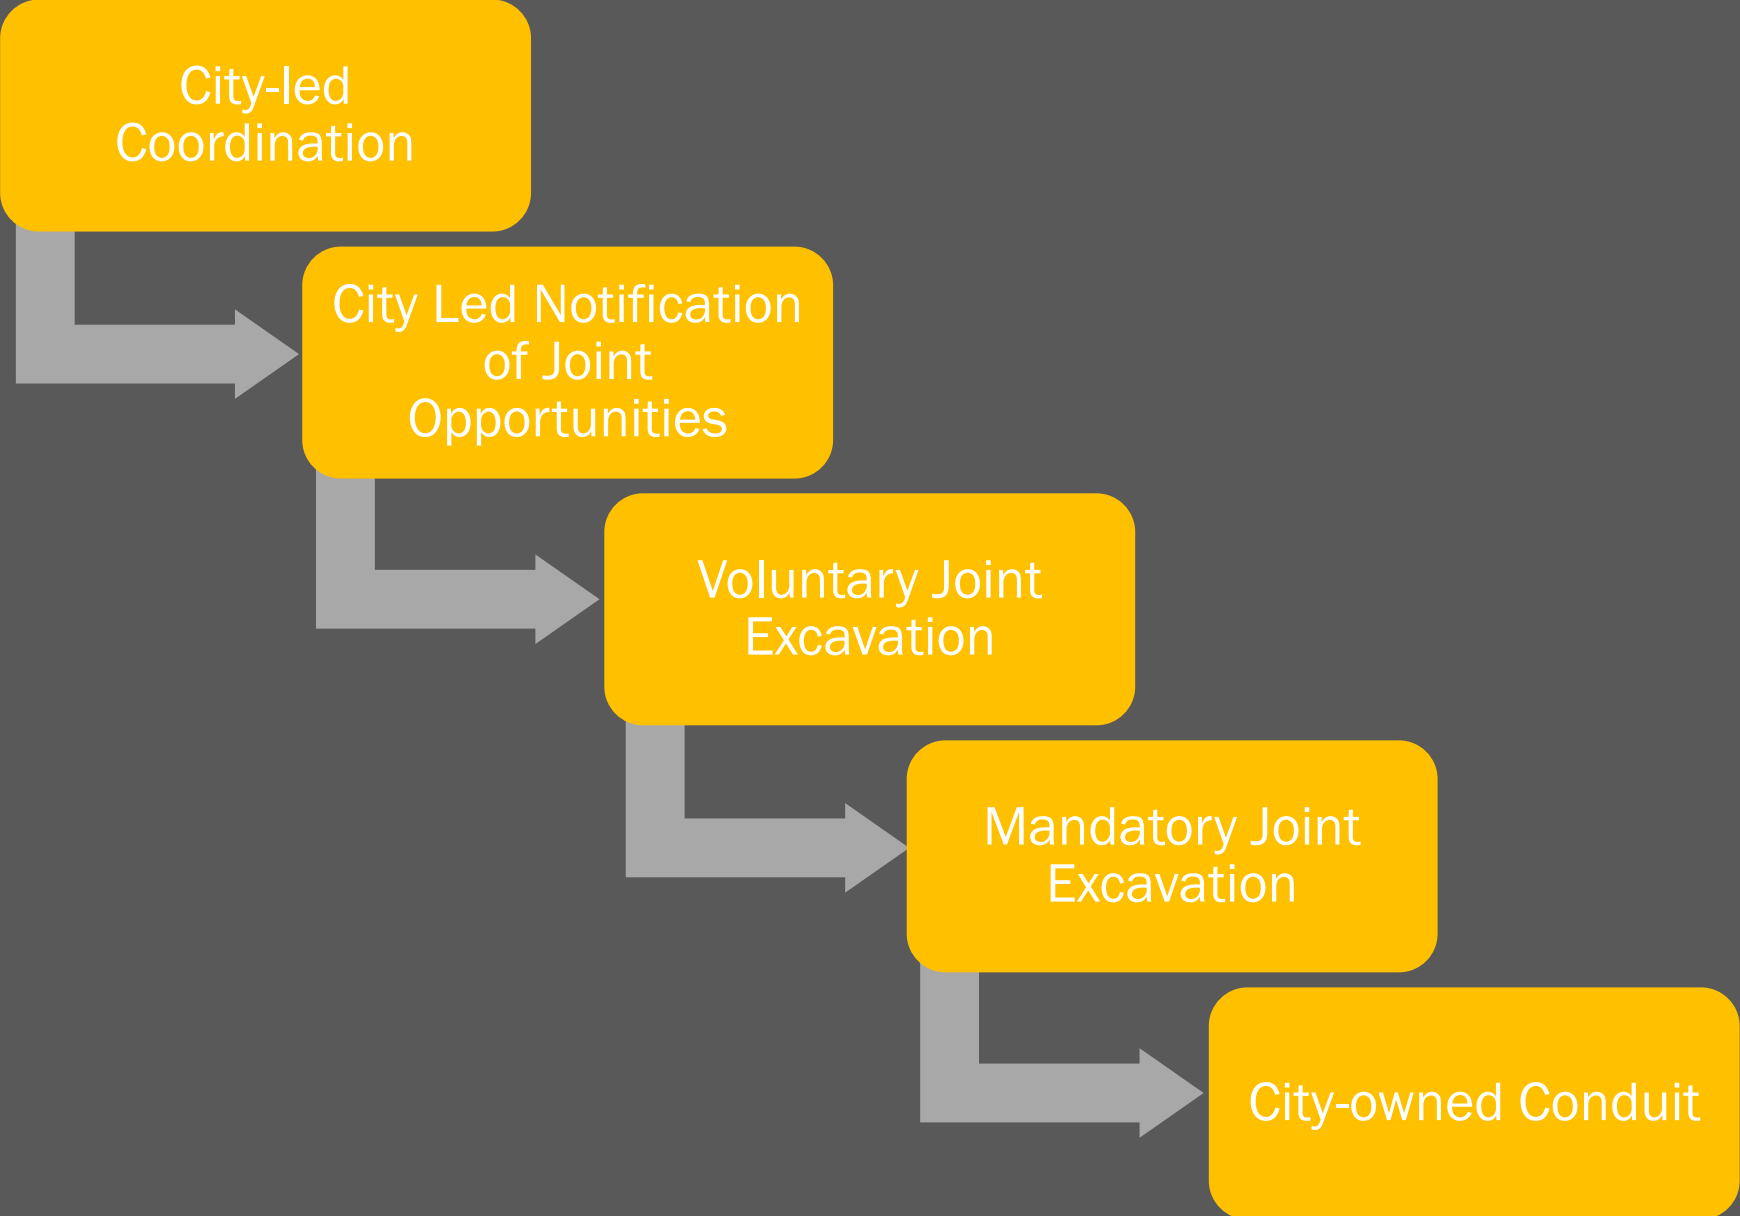 City-led
Coordination
City Led Notification
of Joint
Opportunities
Voluntary Joint
Excavation
Mandatory Joint
Excavation
City-owned Conduit